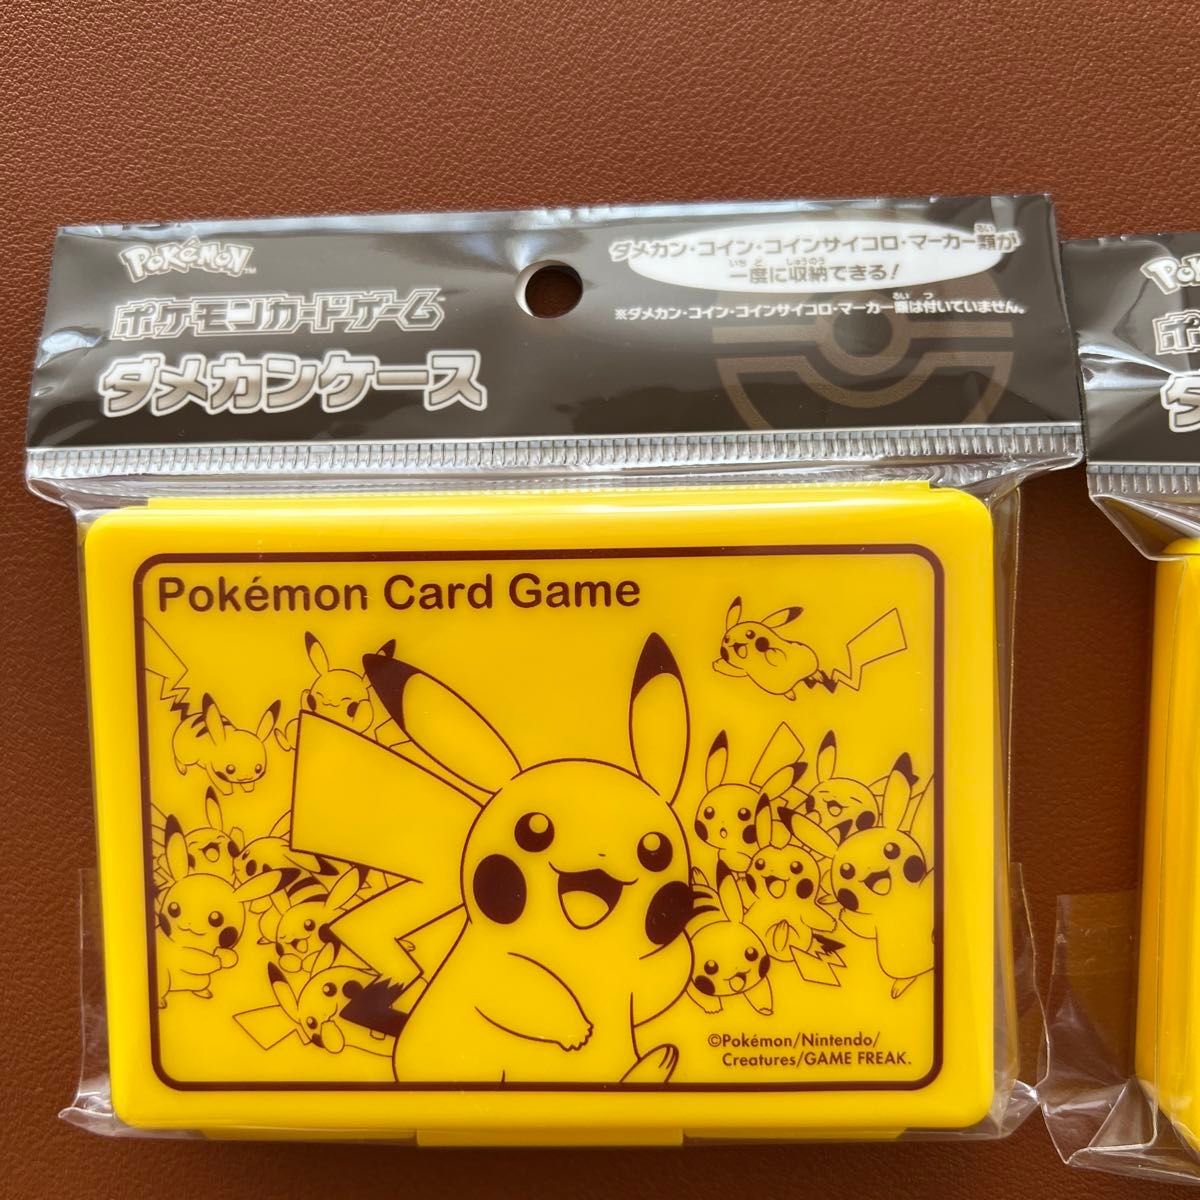 POKéMON™
ポケモンカードゲーム
ダメカンケース
ダメカン・コイン・コインサイコロ・マーカー類が
一度に収納できる!
※ダメカン・コイン・コインサイコロ・マーカー類は付いていません。
Pokémon Card Game
©Pokémon/Nintendo/
Creatures/GAME FREAK.